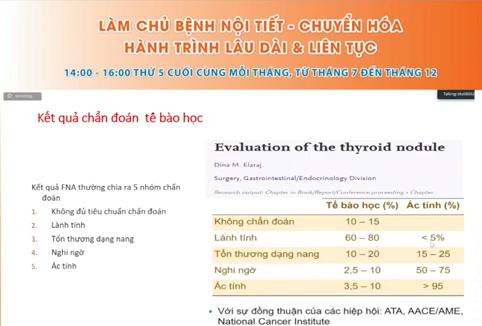 LÀM CHỦ BỆNH NỘI TIẾT - CHUYỂN HÓA
HÀNH TRÌNH LÂU DÀI & LIÊN TỤC
14:00 - 16:00 THỨ 5 CUỐI CÙNG MỖI THÁNG, TỪ THÁNG 7 ĐẾN THÁNG 12
Kết quả chẩn đoán tế bào học
Kết quả FNA thường chia ra 5 nhóm chẩn
đoán
1. Không đủ tiêu chuẩn chẩn đoán
2. Lành tính
3. Tổn thương dạng nang
4. Nghi ngờ
5. Ác tính
Evaluation of the thyroid nodule
Dina M. Elaraj
Surgery, Gastrointestinal/Endocrinology Division
Research output: Chapter in Book/Report/Conference proceeding › Chapter
Tế bào học (%) Ác tính (%)
Không chẩn đoán 10 – 15
Lành tính 60 – 80 < 5%
Tổn thương dạng nang 10 – 20 15 – 25
Nghi ngờ 2,5 – 10 50 – 75
Ác tính 3,5 – 10 > 95
• Với sự đồng thuận của các hiệp hội: ATA, AACE/AME,
National Cancer Institute